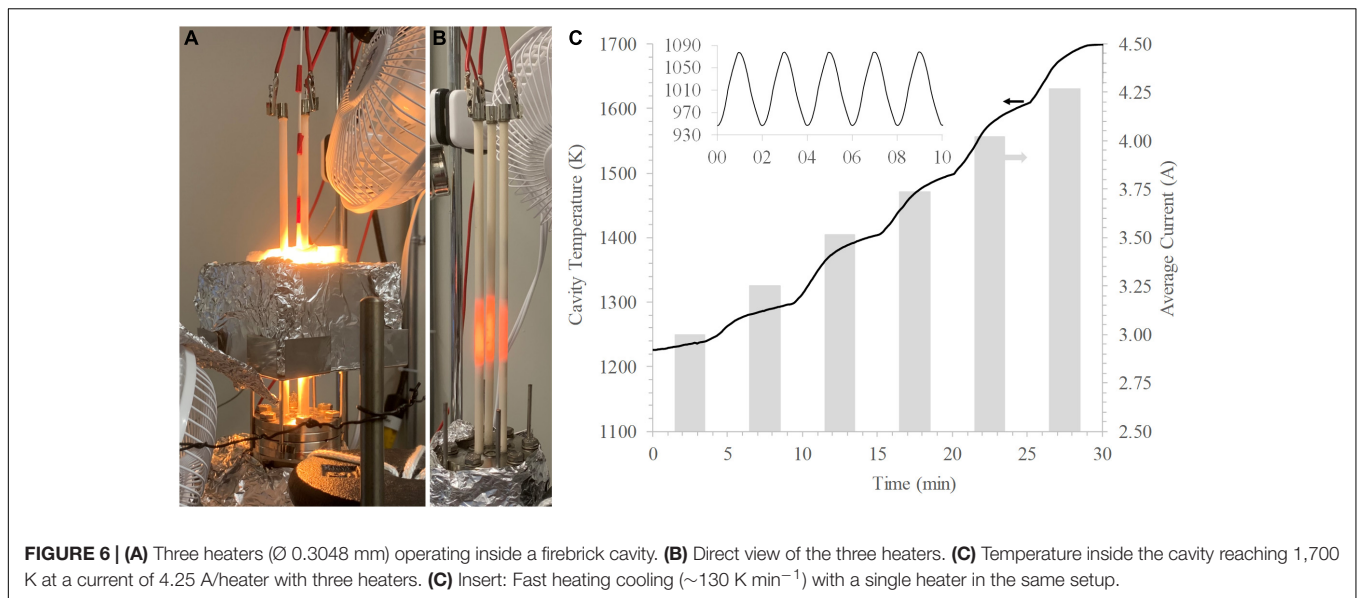 A
B
C
1700
1600
1500
1400
1300
1200
1100
Cavity Temperature (K)
1090
1050
1010
970
930
00 02 04 06 08 10
4.50
4.25
4.00
3.75
3.50
3.25
3.00
2.75
2.50
Average Current (A)
0 5 10 15 20 25 30
Time (min)
FIGURE 6 | (A) Three heaters (Ø 0.3048 mm) operating inside a firebrick cavity. (B) Direct view of the three heaters. (C) Temperature inside the cavity reaching 1,700
K at a current of 4.25 A/heater with three heaters. (C) Insert: Fast heating cooling (∼130 K min⁻¹) with a single heater in the same setup.